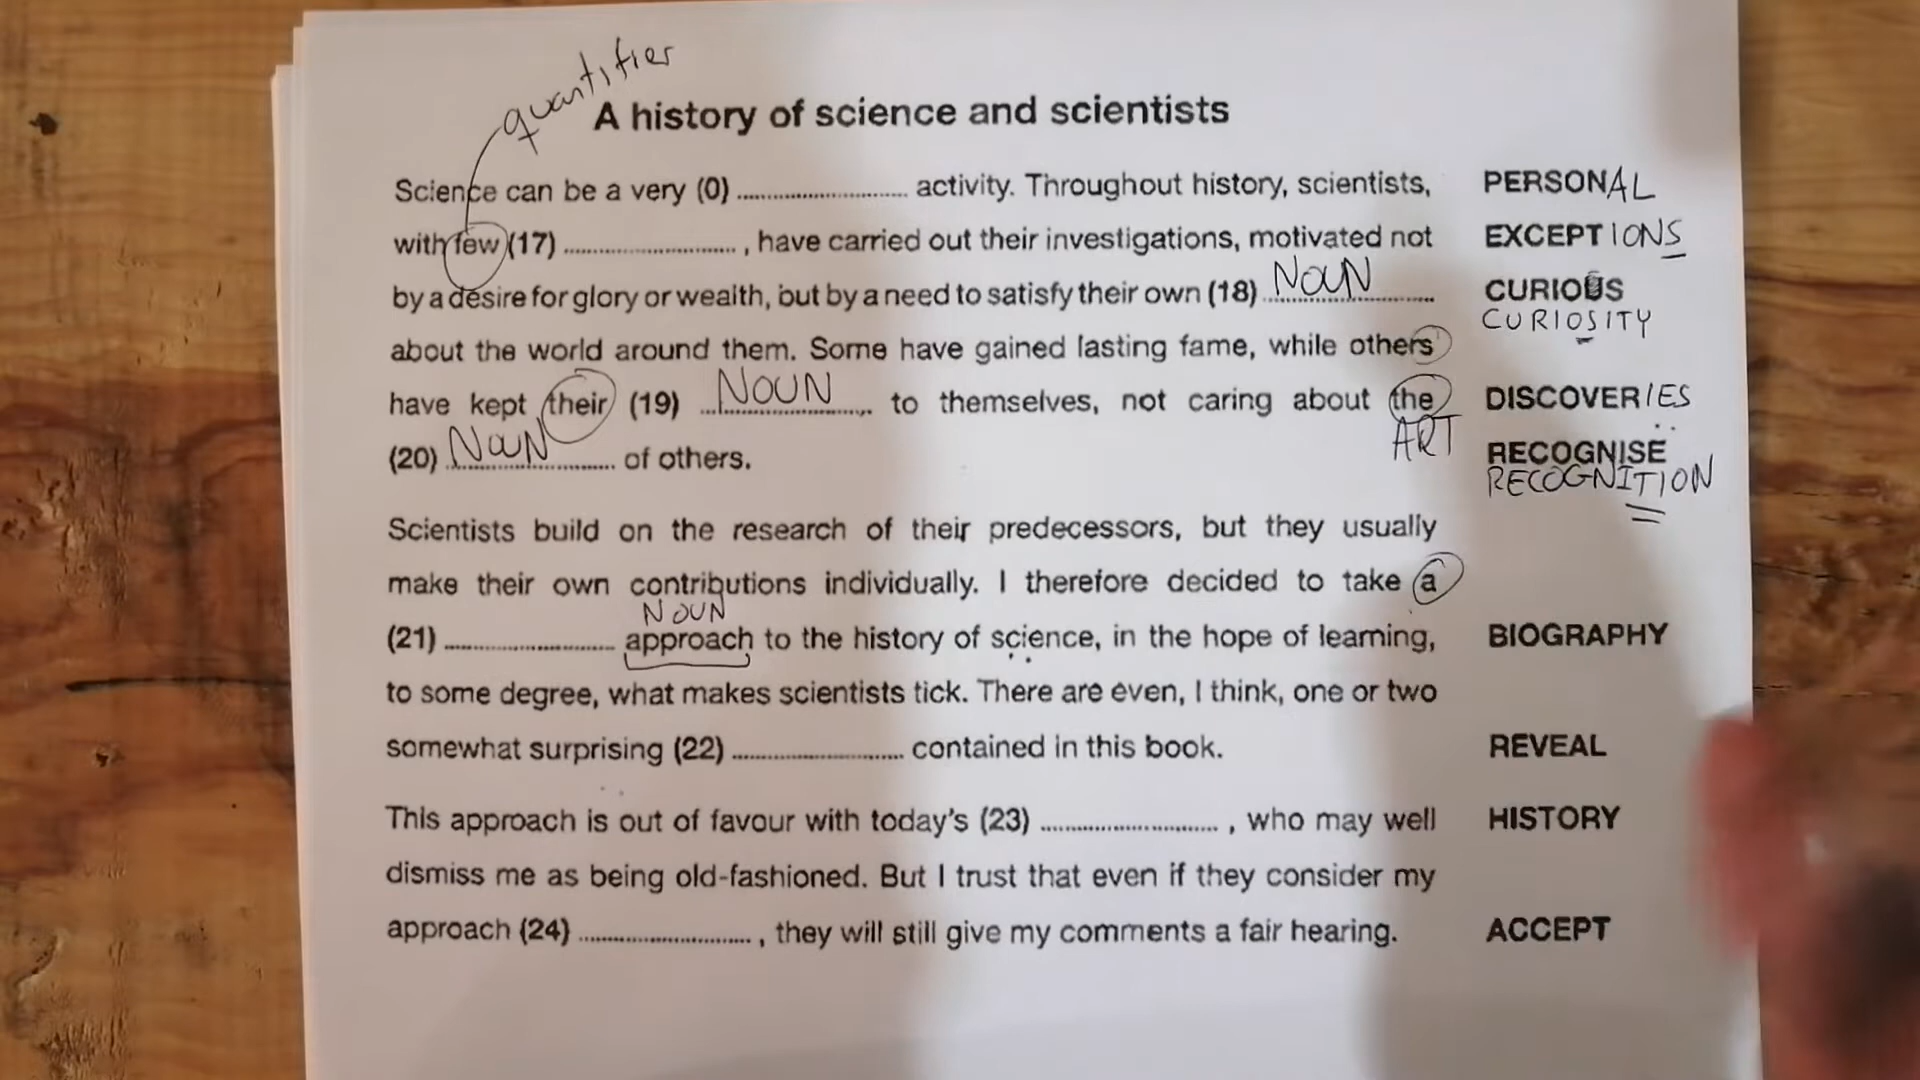 quantifier
A history of science and scientists
Science can be a very (0) ........................ activity. Throughout history, scientists, PERSONAL
with few (17) ........................ , have carried out their investigations, motivated not EXCEPTIONS
by a desire for glory or wealth, but by a need to satisfy their own (18) NOUN ........................ CURIOUS
CURIOSITY
about the world around them. Some have gained lasting fame, while others
have kept their (19) NOUN ........................ to themselves, not caring about the DISCOVERIES
ART
(20) NOUN ........................ of others. RECOGNISE
RECOGNITION
Scientists build on the research of their predecessors, but they usually
make their own contributions individually. I therefore decided to take a
NOUN
(21) ........................ approach to the history of science, in the hope of learning, BIOGRAPHY
to some degree, what makes scientists tick. There are even, I think, one or two
somewhat surprising (22) ........................ contained in this book. REVEAL
This approach is out of favour with today's (23) ........................ , who may well HISTORY
dismiss me as being old-fashioned. But I trust that even if they consider my
approach (24) ........................ , they will still give my comments a fair hearing. ACCEPT